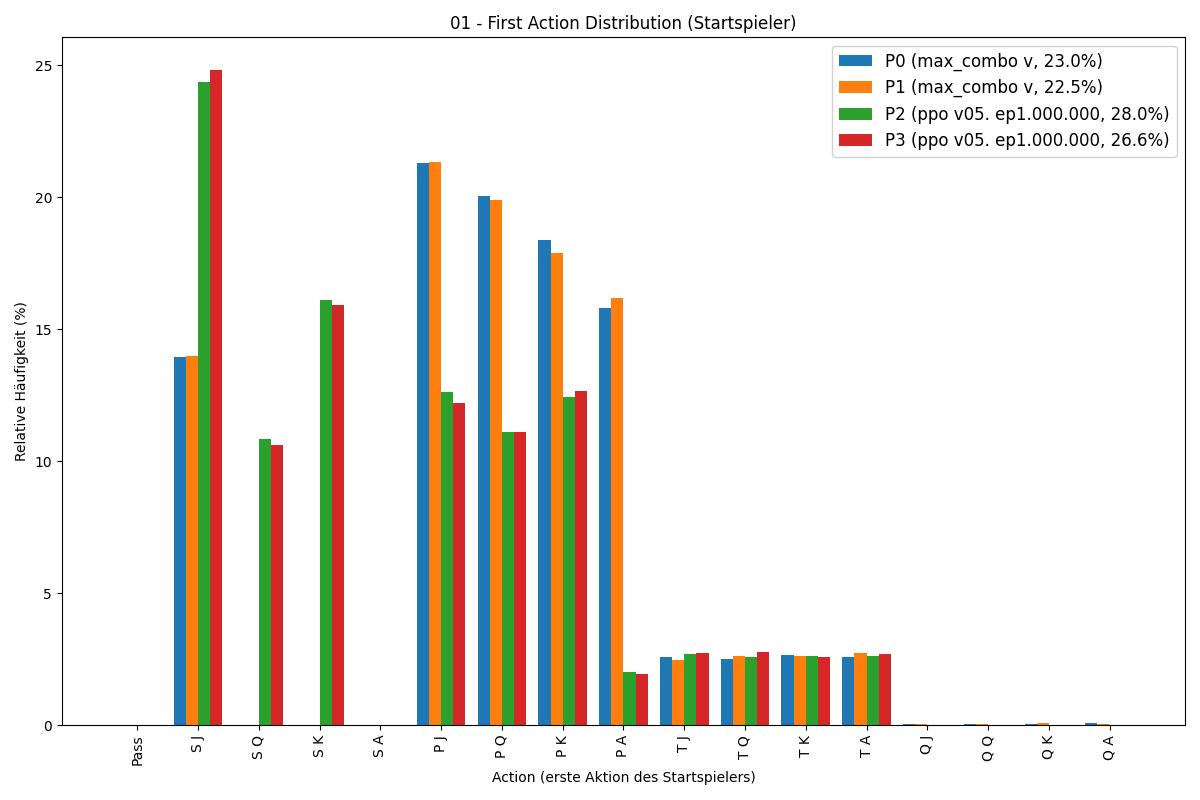 01 - First Action Distribution (Startspieler)
P0 (max_combo v, 23.0%)
P1 (max_combo v, 22.5%)
P2 (ppo v05. ep1.000.000, 28.0%)
P3 (ppo v05. ep1.000.000, 26.6%)
Relative Häufigkeit (%)
25
20
15
10
5
0
Pass
S J
S Q
S K
S A
P J
P Q
P K
P A
T J
T Q
T K
T A
Q J
Q Q
Q K
Q A
Action (erste Aktion des Startspielers)